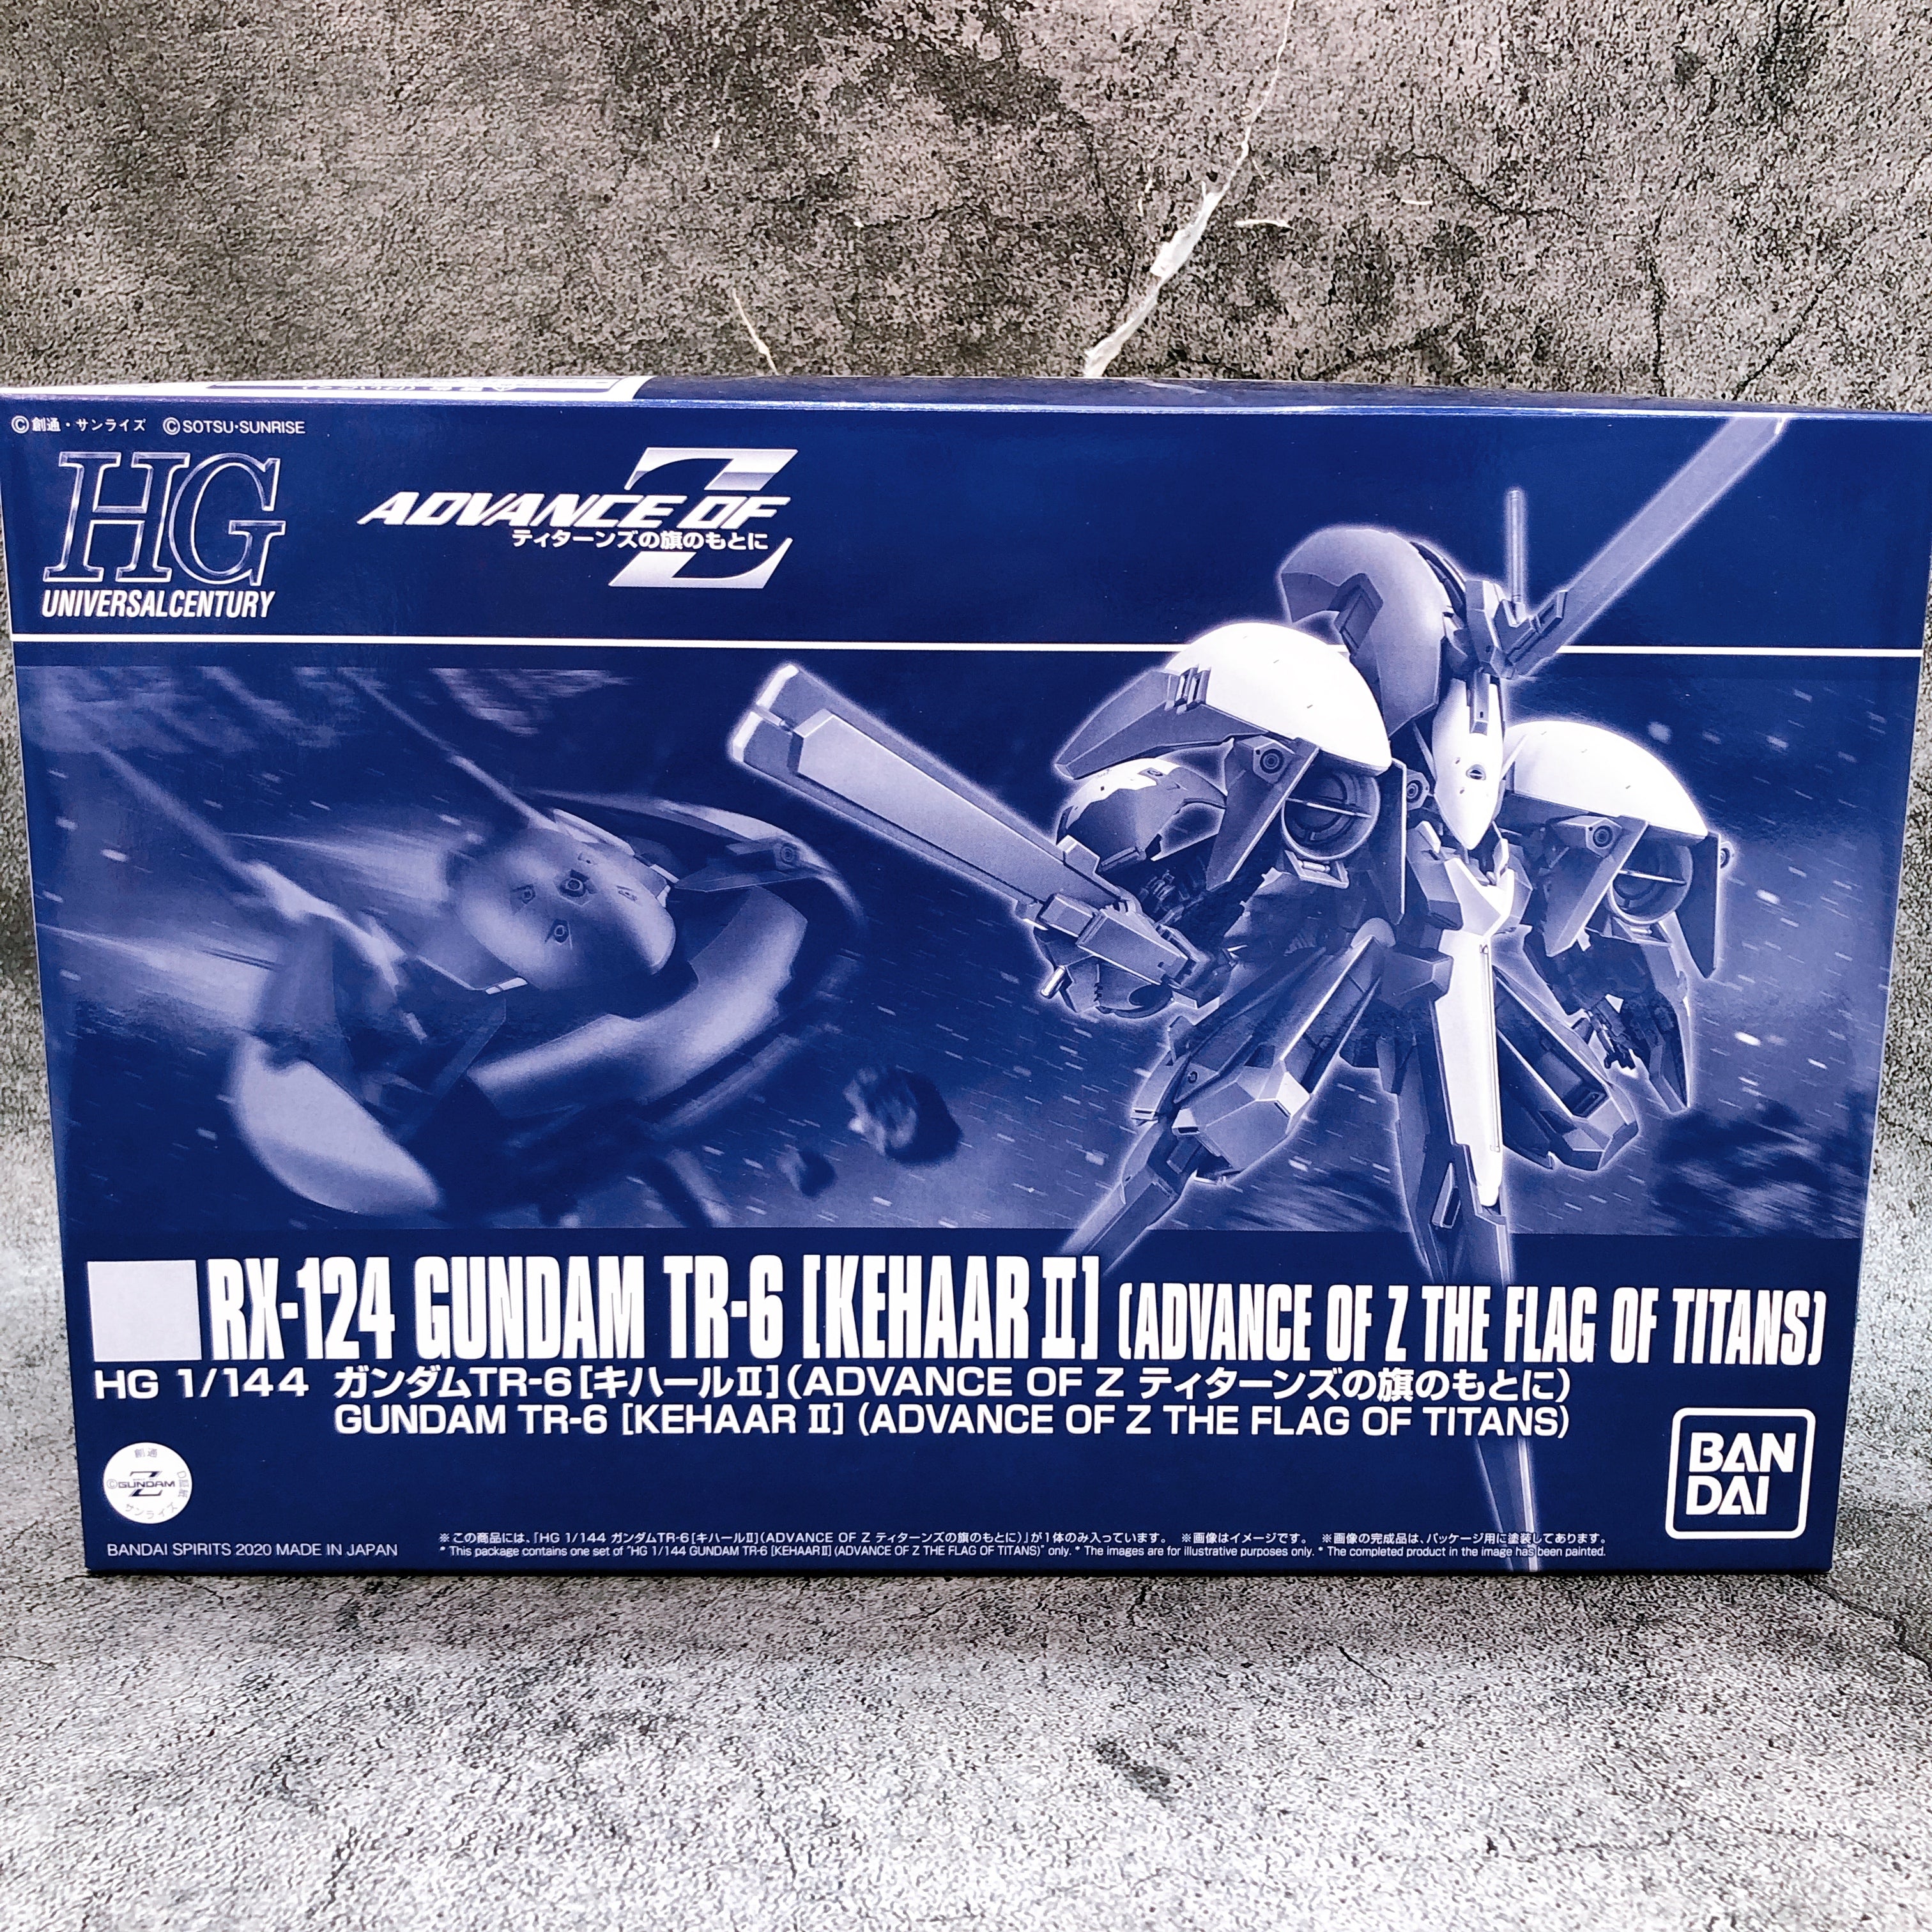 ©創通・サンライズ ©SOTSU・SUNRISE
HG
UNIVERSAL CENTURY
ADVANCE OF Z
ティターンズの旗のもとに
RX-124 GUNDAM TR-6 [KEHAAR II] (ADVANCE OF Z THE FLAG OF TITANS)
HG 1/144 ガンダムTR-6[キハールII](ADVANCE OF Z ティターンズの旗のもとに)
GUNDAM TR-6 [KEHAAR II] (ADVANCE OF Z THE FLAG OF TITANS)
BAN
DAI
創通
©GUNDAM
サンライズ
BANDAI SPIRITS 2020 MADE IN JAPAN
※この商品には、「HG 1/144 ガンダムTR-6[キハールII](ADVANCE OF Z ティターンズの旗のもとに)」が1体のみ入っています。 ※画像はイメージです。 ※画像の完成品は、パッケージ用に塗装してあります。
* This package contains one set of "HG 1/144 GUNDAM TR-6 [KEHAAR II] (ADVANCE OF Z THE FLAG OF TITANS)" only. * The images are for illustrative purposes only. * The completed product in the image has been painted.